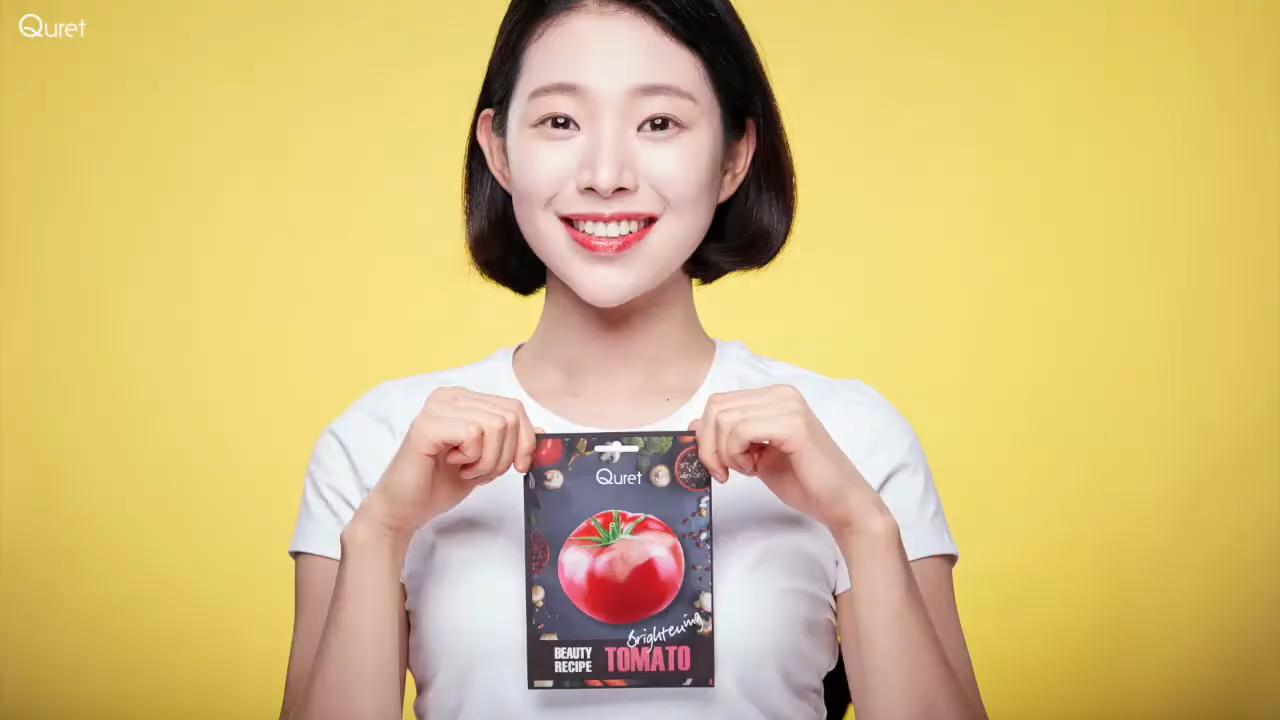 Quret
Quret
Brightening
BEAUTY
RECIPE
TOMATO